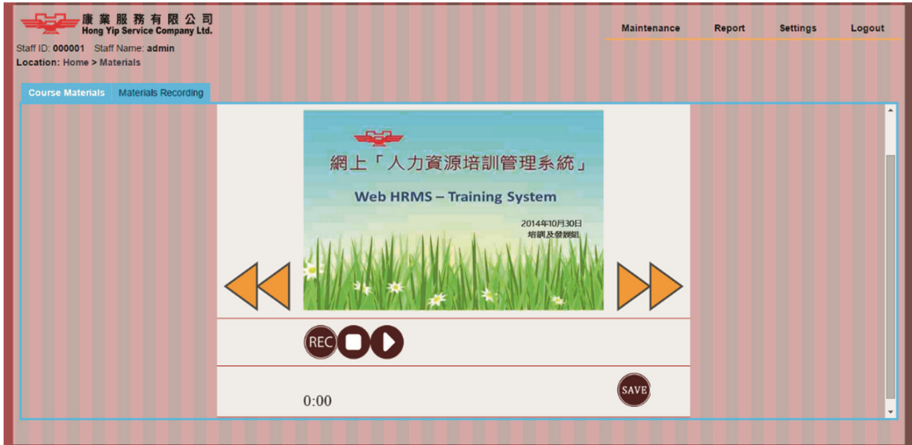 康業服務有限公司
Hong Yip Service Company Ltd.
Maintenance Report Settings Logout
Staff ID: 000001 Staff Name: admin
Location: Home > Materials
Course Materials Materials Recording
網上「人力資源培訓管理系統」
Web HRMS – Training System
2014年10月30日
培訓及發展組
REC
0:00
SAVE